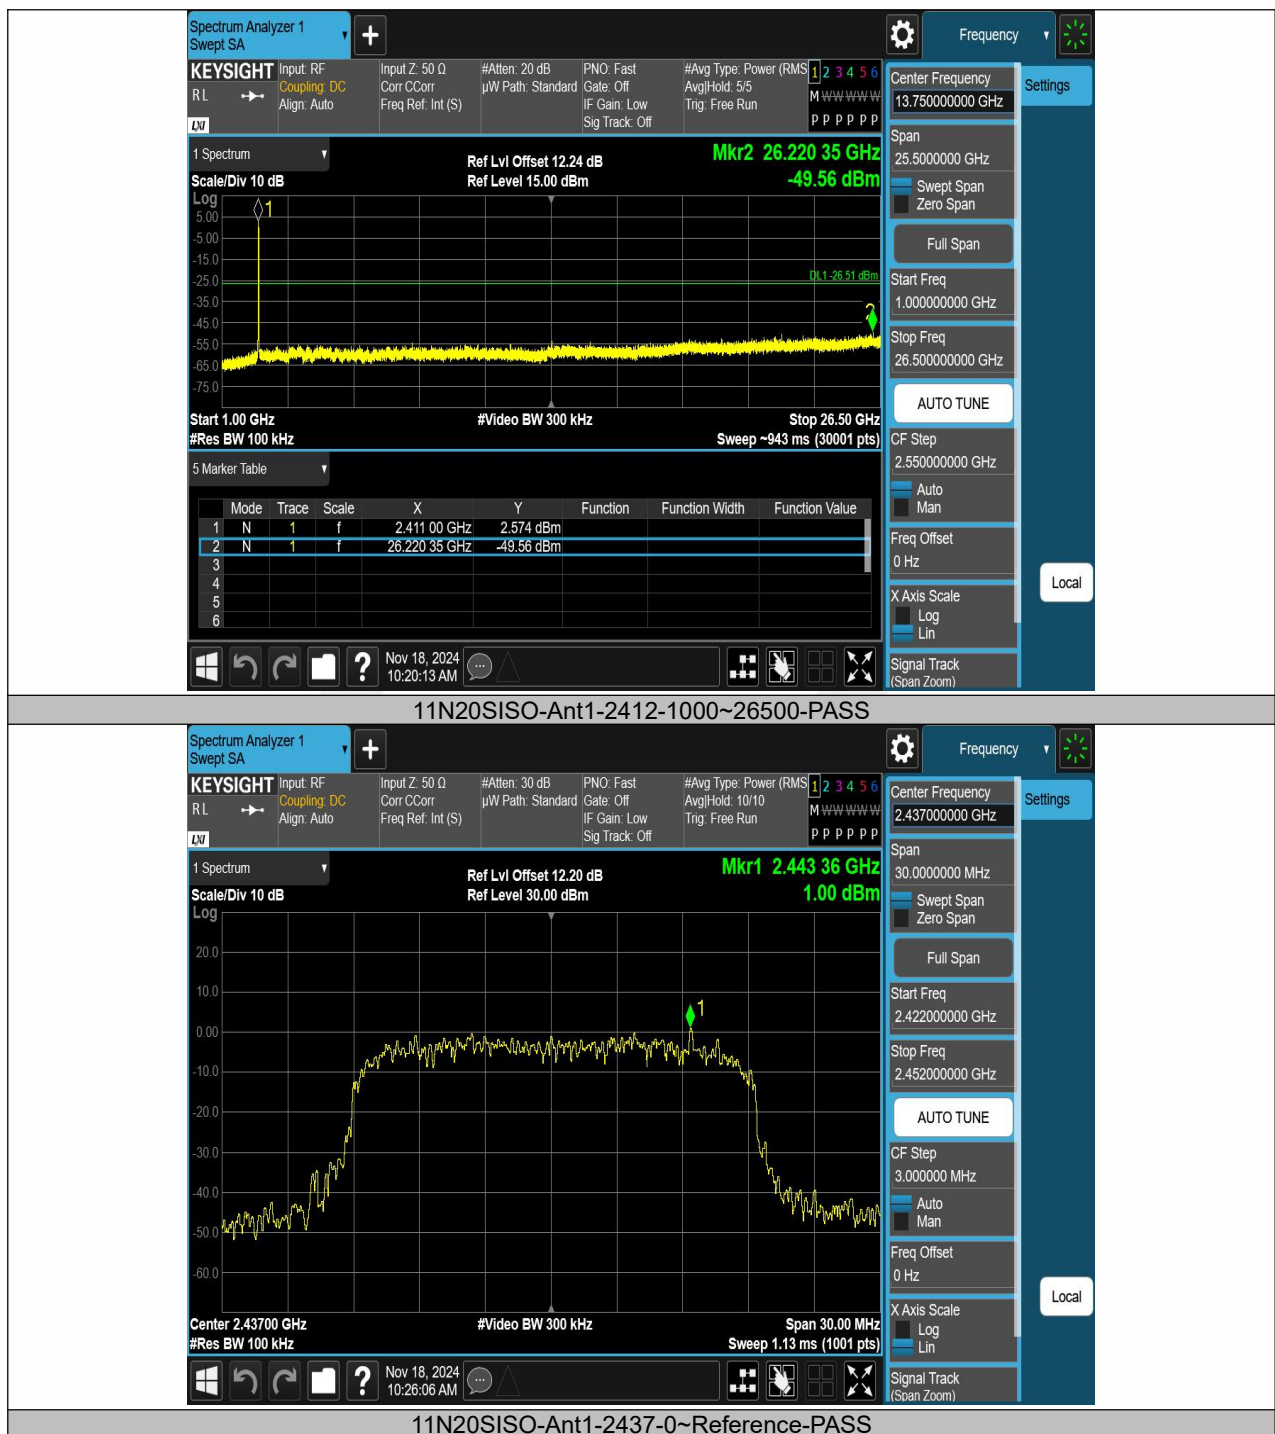 Spectrum Analyzer 1
Swept SA
Frequency
KEYSIGHT
RL
LXI
Input: RF
Coupling: DC
Align: Auto
Input Z: 50 Ω
Corr CCorr
Freq Ref: Int (S)
#Atten: 20 dB
µW Path: Standard
PNO: Fast
Gate: Off
IF Gain: Low
Sig Track: Off
#Avg Type: Power (RMS
Avg|Hold: 5/5
Trig: Free Run
1 2 3 4 5 6
M W W W W W
P P P P P P
Center Frequency
13.750000000 GHz
Settings
Span
25.5000000 GHz
Swept Span
Zero Span
Full Span
Start Freq
1.000000000 GHz
Stop Freq
26.500000000 GHz
AUTO TUNE
CF Step
2.550000000 GHz
Auto
Man
Freq Offset
0 Hz
X Axis Scale
Log
Lin
Signal Track
(Span Zoom)
Local
1 Spectrum
Scale/Div 10 dB
Ref Lvl Offset 12.24 dB
Ref Level 15.00 dBm
Mkr2 26.220 35 GHz
-49.56 dBm
Log
1
5.00
-5.00
-15.0
DL1 -26.51 dBm
-25.0
-35.0
2
-45.0
-55.0
-65.0
-75.0
Start 1.00 GHz
#Video BW 300 kHz
Stop 26.50 GHz
#Res BW 100 kHz
Sweep ~943 ms (30001 pts)
5 Marker Table
Mode Trace Scale X Y Function Function Width Function Value
1 N 1 f 2.411 00 GHz 2.574 dBm
2 N 1 f 26.220 35 GHz -49.56 dBm
3
4
5
6
?
Nov 18, 2024
10:20:13 AM
11N20SISO-Ant1-2412-1000~26500-PASS
Spectrum Analyzer 1
Swept SA
Frequency
KEYSIGHT
RL
LXI
Input: RF
Coupling: DC
Align: Auto
Input Z: 50 Ω
Corr CCorr
Freq Ref: Int (S)
#Atten: 30 dB
µW Path: Standard
PNO: Fast
Gate: Off
IF Gain: Low
Sig Track: Off
#Avg Type: Power (RMS
Avg|Hold: 10/10
Trig: Free Run
1 2 3 4 5 6
M W W W W W
P P P P P P
Center Frequency
2.437000000 GHz
Settings
Span
30.0000000 MHz
Swept Span
Zero Span
Full Span
Start Freq
2.422000000 GHz
Stop Freq
2.452000000 GHz
AUTO TUNE
CF Step
3.000000 MHz
Auto
Man
Freq Offset
0 Hz
X Axis Scale
Log
Lin
Signal Track
(Span Zoom)
Local
1 Spectrum
Scale/Div 10 dB
Ref Lvl Offset 12.20 dB
Ref Level 30.00 dBm
Mkr1 2.443 36 GHz
1.00 dBm
Log
20.0
10.0
1
0.00
-10.0
-20.0
-30.0
-40.0
-50.0
-60.0
Center 2.43700 GHz
#Video BW 300 kHz
Span 30.00 MHz
#Res BW 100 kHz
Sweep 1.13 ms (1001 pts)
?
Nov 18, 2024
10:26:06 AM
11N20SISO-Ant1-2437-0~Reference-PASS